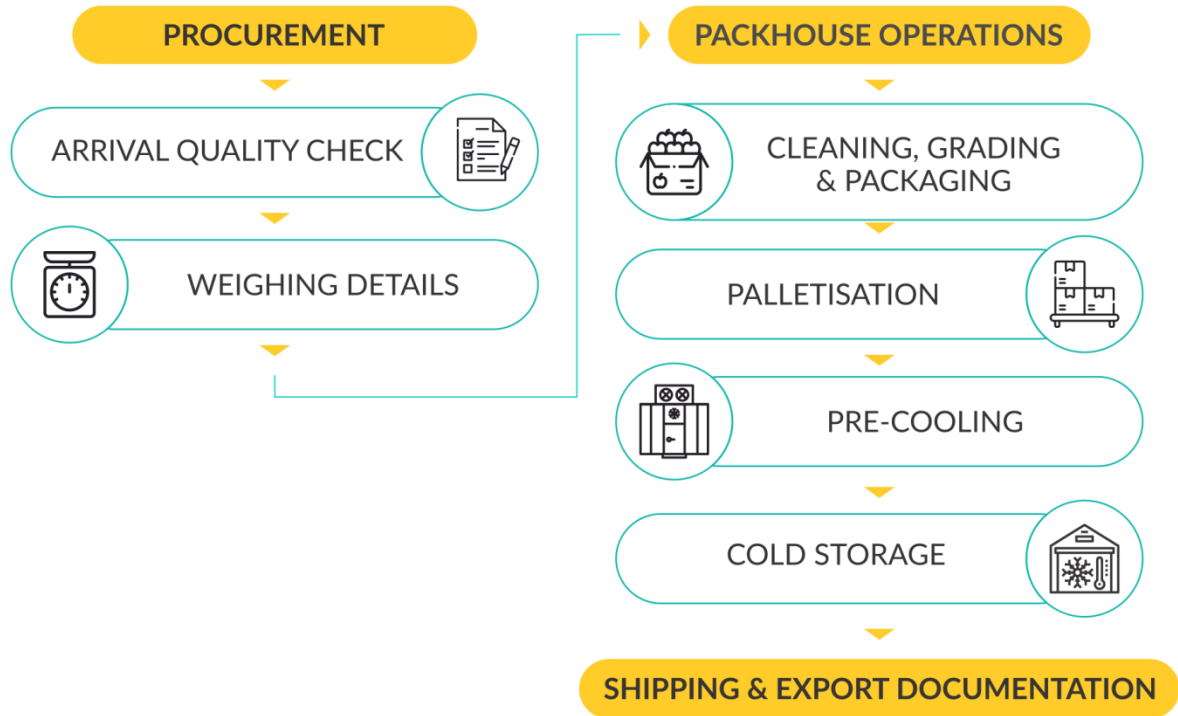 PROCUREMENT
ARRIVAL QUALITY CHECK
WEIGHING DETAILS
PACKHOUSE OPERATIONS
CLEANING, GRADING
& PACKAGING
PALLETISATION
PRE-COOLING
COLD STORAGE
SHIPPING & EXPORT DOCUMENTATION